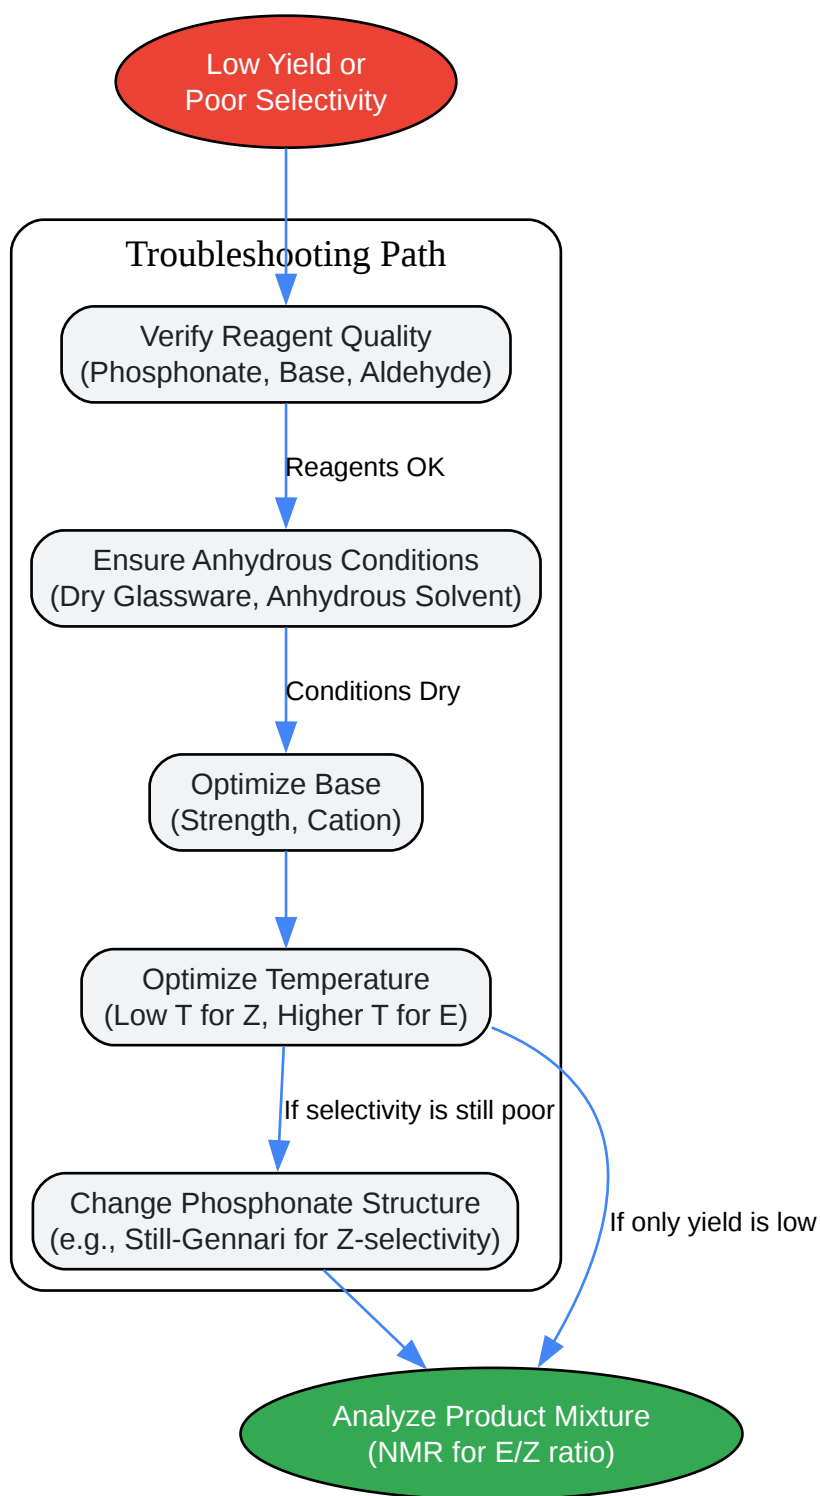 Low Yield or
Poor Selectivity
Troubleshooting Path
Verify Reagent Quality
(Phosphonate, Base, Aldehyde)
Reagents OK
Ensure Anhydrous Conditions
(Dry Glassware, Anhydrous Solvent)
Conditions Dry
Optimize Base
(Strength, Cation)
Optimize Temperature
(Low T for Z, Higher T for E)
If selectivity is still poor
Change Phosphonate Structure
(e.g., Still-Gennari for Z-selectivity)
If only yield is low
Analyze Product Mixture
(NMR for E/Z ratio)